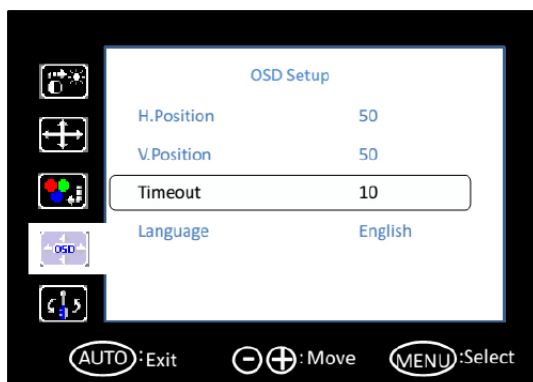 OSD Setup
H.Position 50
V.Position 50
Timeout 10
OSD
Language English
AUTO:Exit -+:Move MENU:Select